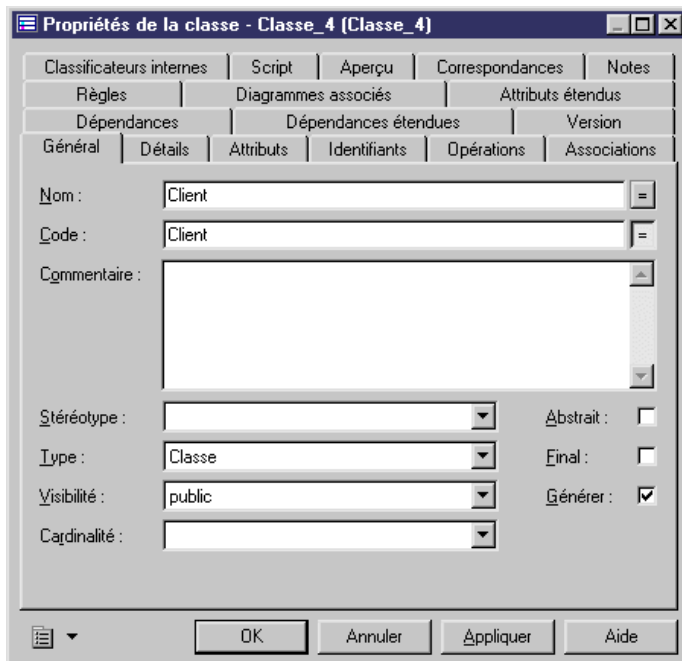 Propriétés de la classe - Classe_4 (Classe_4)
Classificateurs internes Script Aperçu Correspondances Notes
Règles Diagrammes associés Attributs étendus
Dépendances Dépendances étendues Version
Général Détails Attributs Identifiants Opérations Associations
Nom : Client =
Code : Client =
Commentaire :
Stéréotype : Abstrait :
Type : Classe Final :
Visibilité : public Générer :
Cardinalité :
OK Annuler Appliquer Aide